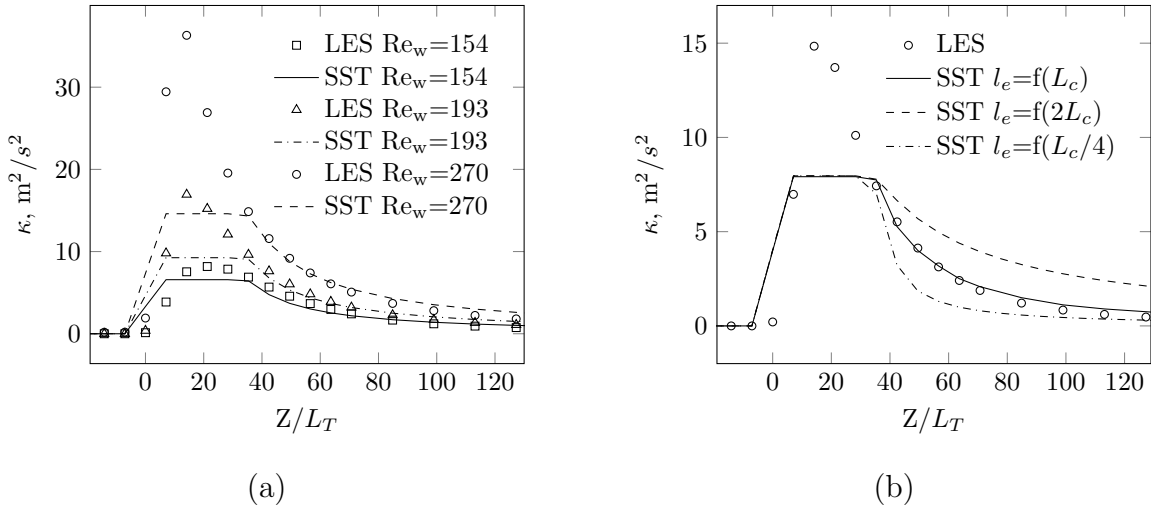 LES Re_w=154
SST Re_w=154
LES Re_w=193
SST Re_w=193
LES Re_w=270
SST Re_w=270
κ, m²/s²
30
20
10
0
0 20 40 60 80 100 120
Z/L_T
(a)
LES
SST l_e=f(L_c)
SST l_e=f(2L_c)
SST l_e=f(L_c/4)
κ, m²/s²
15
10
5
0
0 20 40 60 80 100 120
Z/L_T
(b)